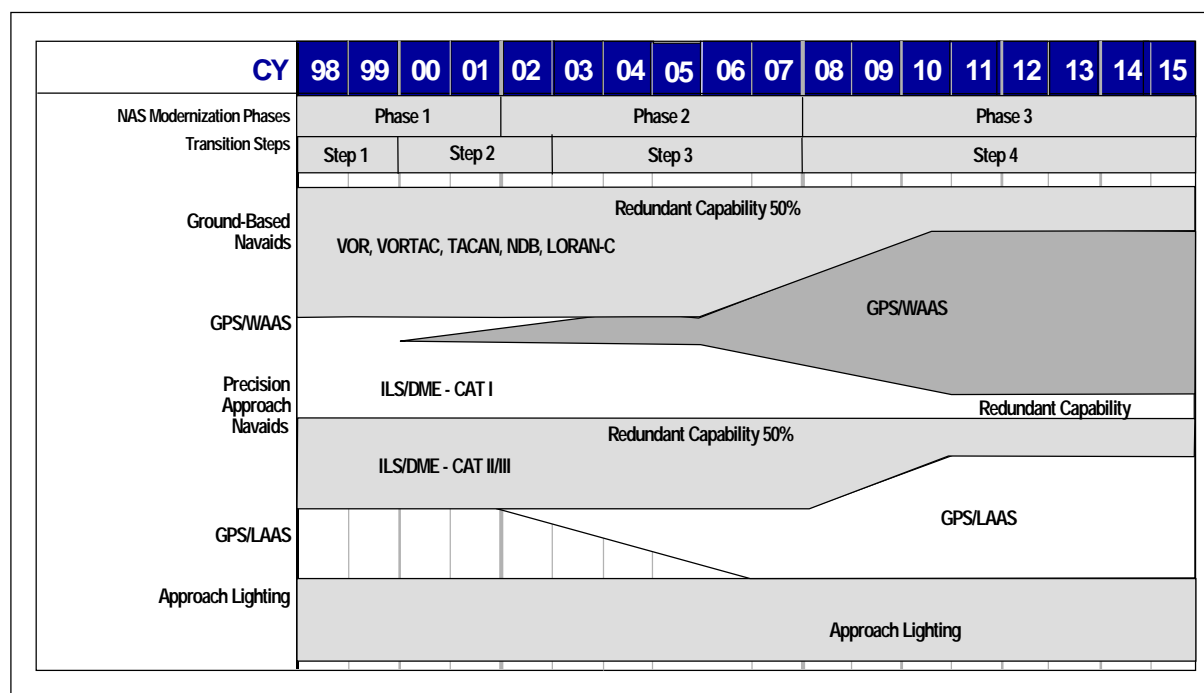 CY 98 99 00 01 02 03 04 05 06 07 08 09 10 11 12 13 14 15
NAS Modernization Phases Phase 1 Phase 2 Phase 3
Transition Steps Step 1 Step 2 Step 3 Step 4
Redundant Capability 50%
Ground-Based
Navaids
VOR, VORTAC, TACAN, NDB, LORAN-C
GPS/WAAS
GPS/WAAS
Precision
Approach
Navaids
ILS/DME - CAT I
Redundant Capability
Redundant Capability 50%
ILS/DME - CAT II/III
GPS/LAAS
GPS/LAAS
Approach Lighting
Approach Lighting